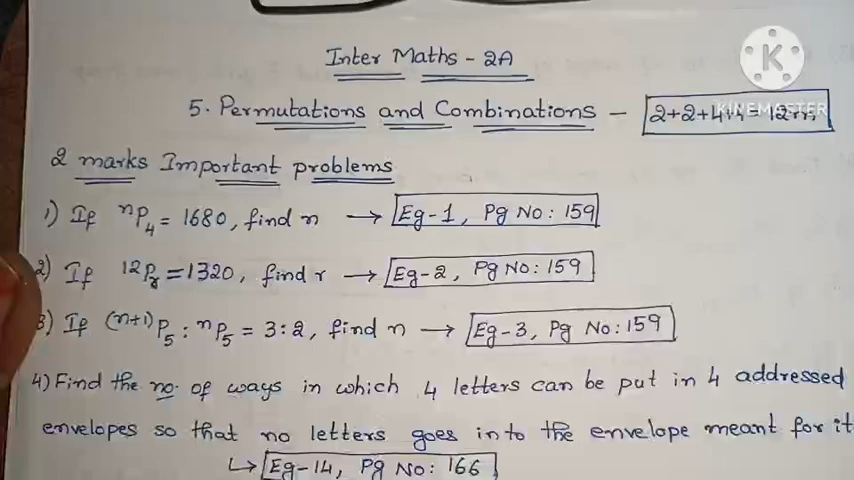 Inter Maths - 2A
5. Permutations and Combinations - 2+2+4+4 = 12m
K
KINEMASTER
2 marks Important problems
1) If ⁿP₄ = 1680, find n → Eg-1, Pg No: 159
2) If ¹²Pᵣ = 1320, find r → Eg-2, Pg No: 159
3) If ⁽ⁿ⁺¹⁾P₅ : ⁿP₅ = 3:2, find n → Eg-3, Pg No: 159
4) Find the no. of ways in which 4 letters can be put in 4 addressed
envelopes so that no letters goes in to the envelope meant for it
↳ Eg-14, Pg No: 166